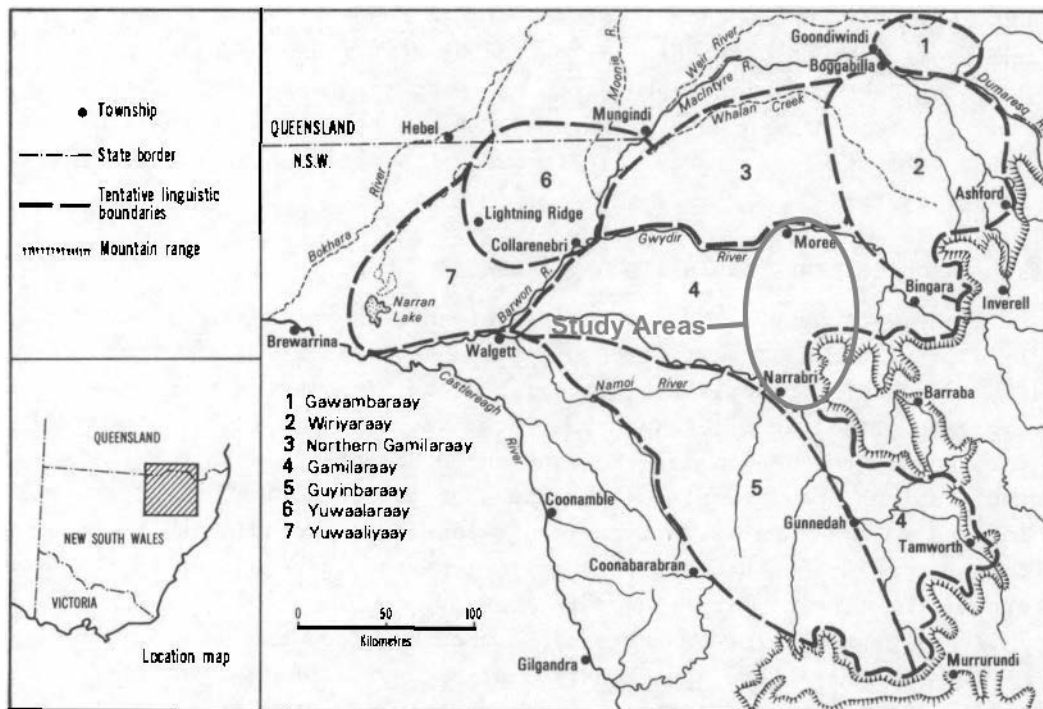 Township
State border
Tentative linguistic
boundaries
Mountain range
QUEENSLAND
NEW SOUTH WALES
VICTORIA
Location map
QUEENSLAND
N.S.W.
Goondiwindi
Boggabilla
1
Dumaresq
R.
Weir River
MacIntyre R.
Moonie R.
Whalan Creek
Mungindi
Hebel
6
3
2
Ashford
Lightning Ridge
Collarenebri
Gwydir
River
Moree
Bokhara River
7
Narran
Lake
Barwon R.
4
Bingara
Inverell
Study Areas
Brewarrina
Walgett
Castlereagh
River
Namoi River
Narrabri
Barraba
1 Gawambaraay
2 Wiriyaraay
3 Northern Gamilaraay
4 Gamilaraay
5 Guyinbaraay
6 Yuwaalaraay
7 Yuwaaliyaay
5
Coonamble
Gunnedah
4
Tamworth
Coonabarabran
0 50 100
Kilometres
Gilgandra
Murrurundi